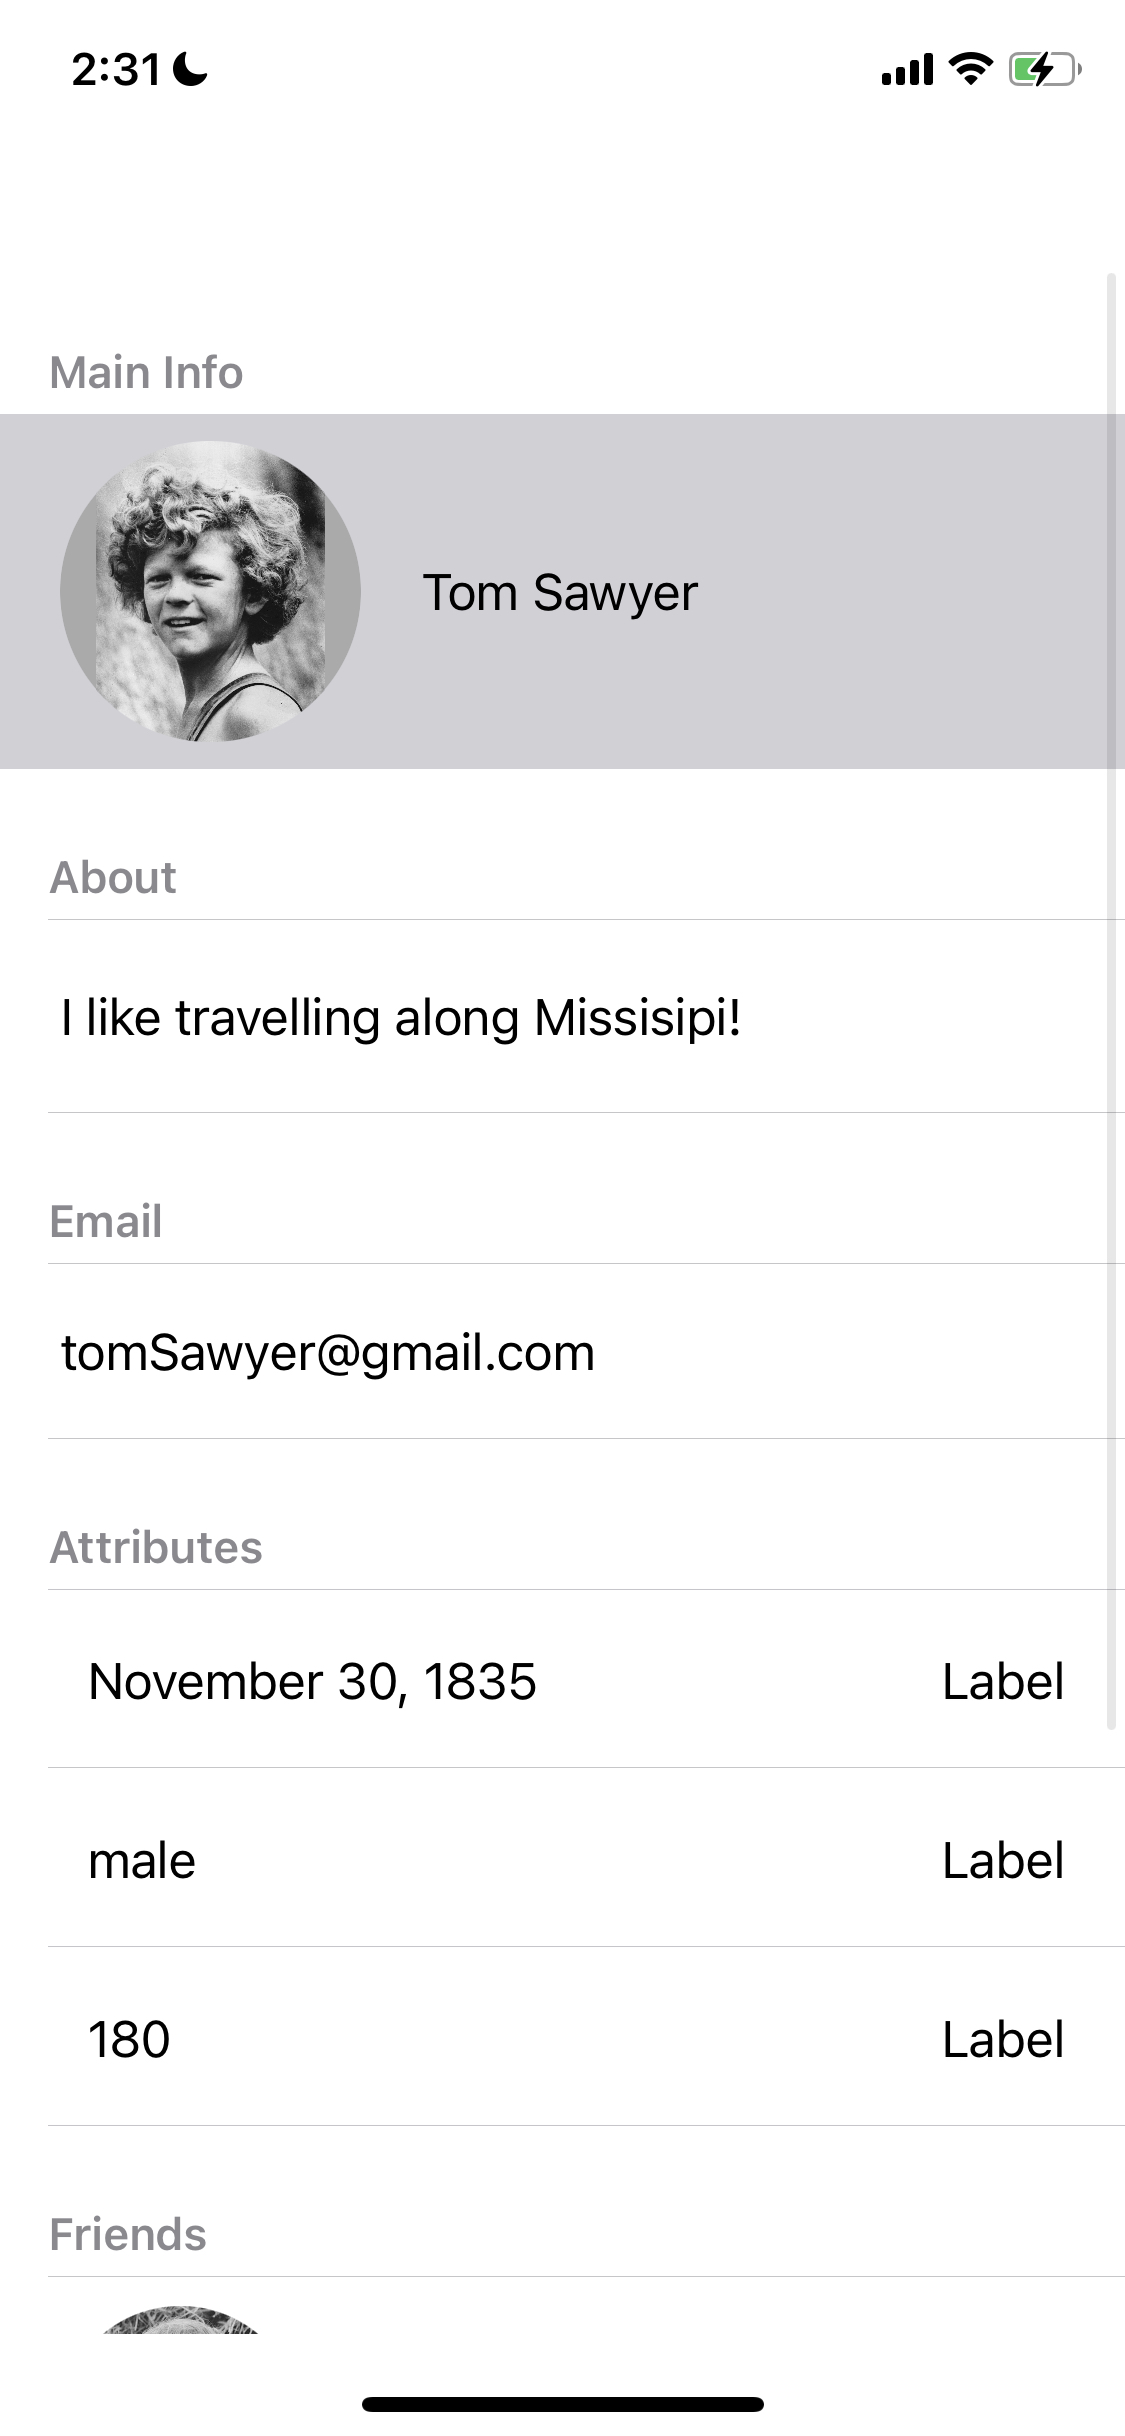 2:31
Main Info
Tom Sawyer
About
I like travelling along Missisipi!
Email
tomSawyer@gmail.com
Attributes
November 30, 1835 Label
male Label
180 Label
Friends